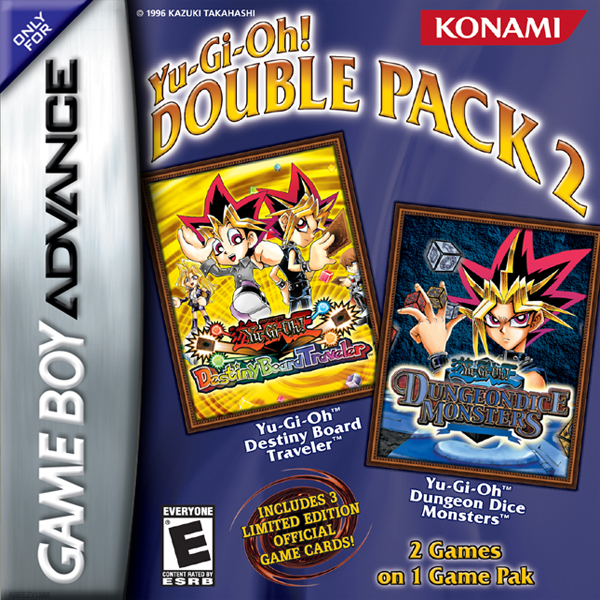 ONLY
FOR
GAME BOY ADVANCE
© 1996 KAZUKI TAKAHASHI
KONAMI
Yu-Gi-Oh!
DOUBLE PACK 2
Yu-Gi-Oh!
Destiny Board Traveler
Yu-Gi-Oh!
DUNGEONDICE
MONSTERS
Yu-Gi-Oh™
Destiny Board
Traveler™
Yu-Gi-Oh™
Dungeon Dice
Monsters™
EVERYONE
E
CONTENT RATED BY
ESRB
INCLUDES 3
LIMITED EDITION
OFFICIAL
GAME CARDS!
2 Games
on 1 Game Pak